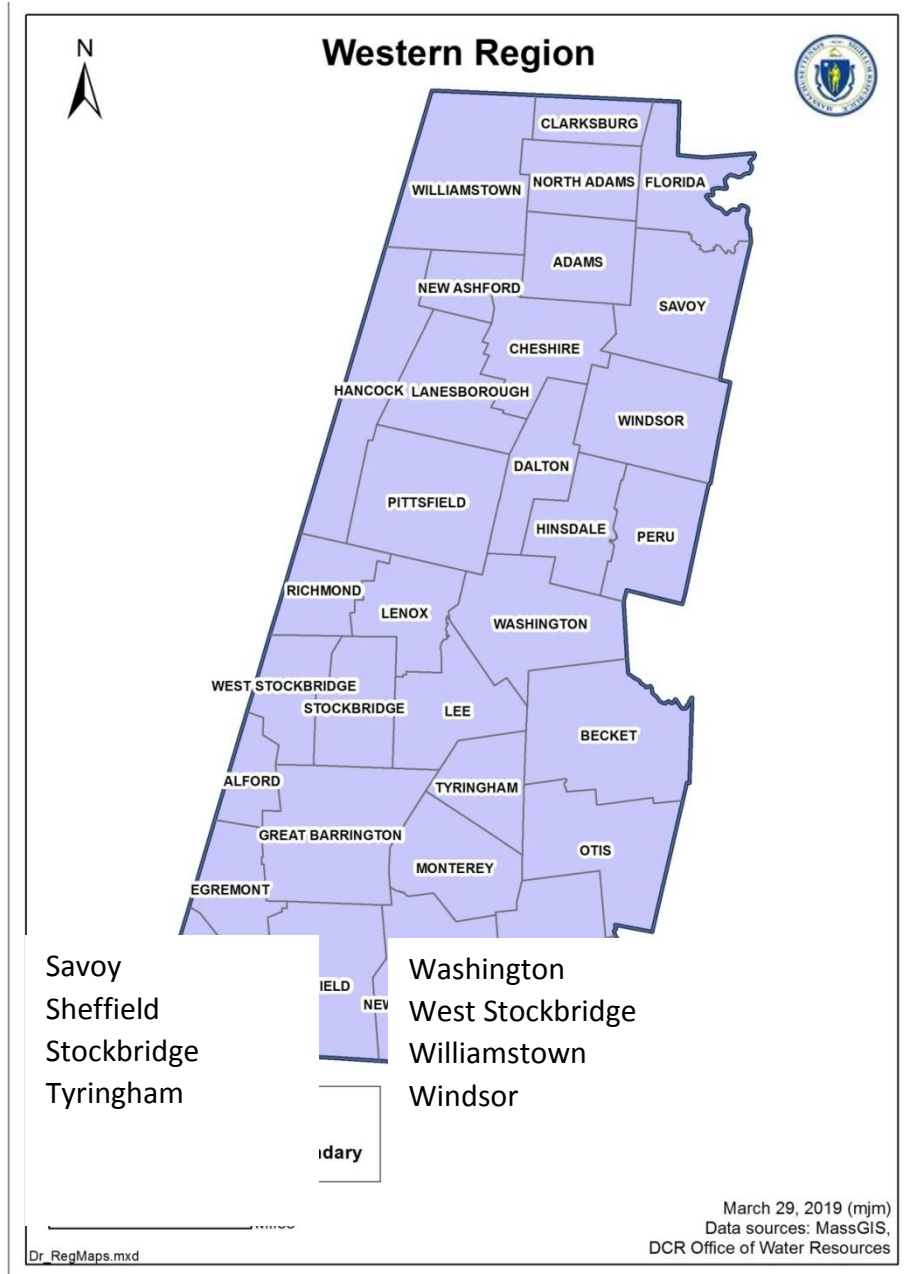 N
Western Region
CLARKSBURG
WILLIAMSTOWN
NORTH ADAMS
FLORIDA
ADAMS
NEW ASHFORD
SAVOY
CHESHIRE
HANCOCK
LANESBOROUGH
WINDSOR
DALTON
PITTSFIELD
HINSDALE
PERU
RICHMOND
LENOX
WASHINGTON
WEST STOCKBRIDGE
STOCKBRIDGE
LEE
BECKET
ALFORD
TYRINGHAM
GREAT BARRINGTON
OTIS
MONTEREY
EGREMONT
IELD
NEW
Savoy
Sheffield
Stockbridge
Tyringham
Washington
West Stockbridge
Williamstown
Windsor
dary
March 29, 2019 (mjm)
Data sources: MassGIS,
DCR Office of Water Resources
Dr_RegMaps.mxd